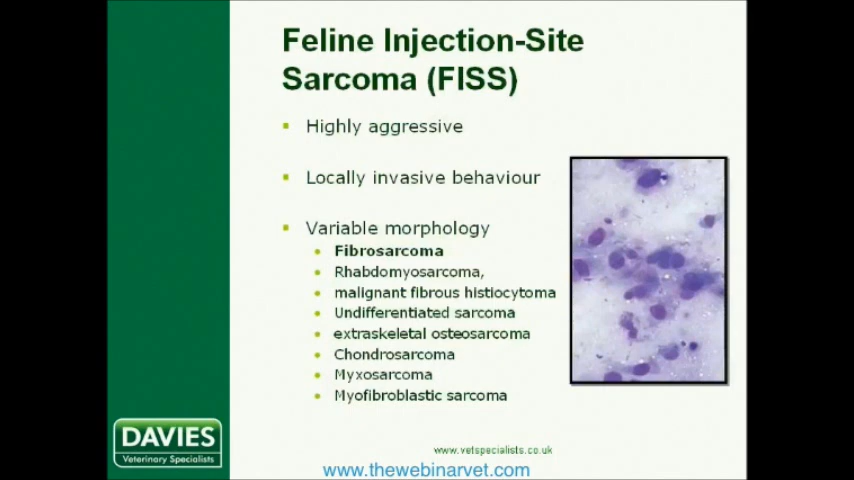 Feline Injection-Site
Sarcoma (FISS)
Highly aggressive
Locally invasive behaviour
Variable morphology
Fibrosarcoma
Rhabdomyosarcoma,
malignant fibrous histiocytoma
Undifferentiated sarcoma
extraskeletal osteosarcoma
Chondrosarcoma
Myxosarcoma
Myofibroblastic sarcoma
DAVIES
Veterinary Specialists
www.vetspecialists.co.uk
www.thewebinarvet.com